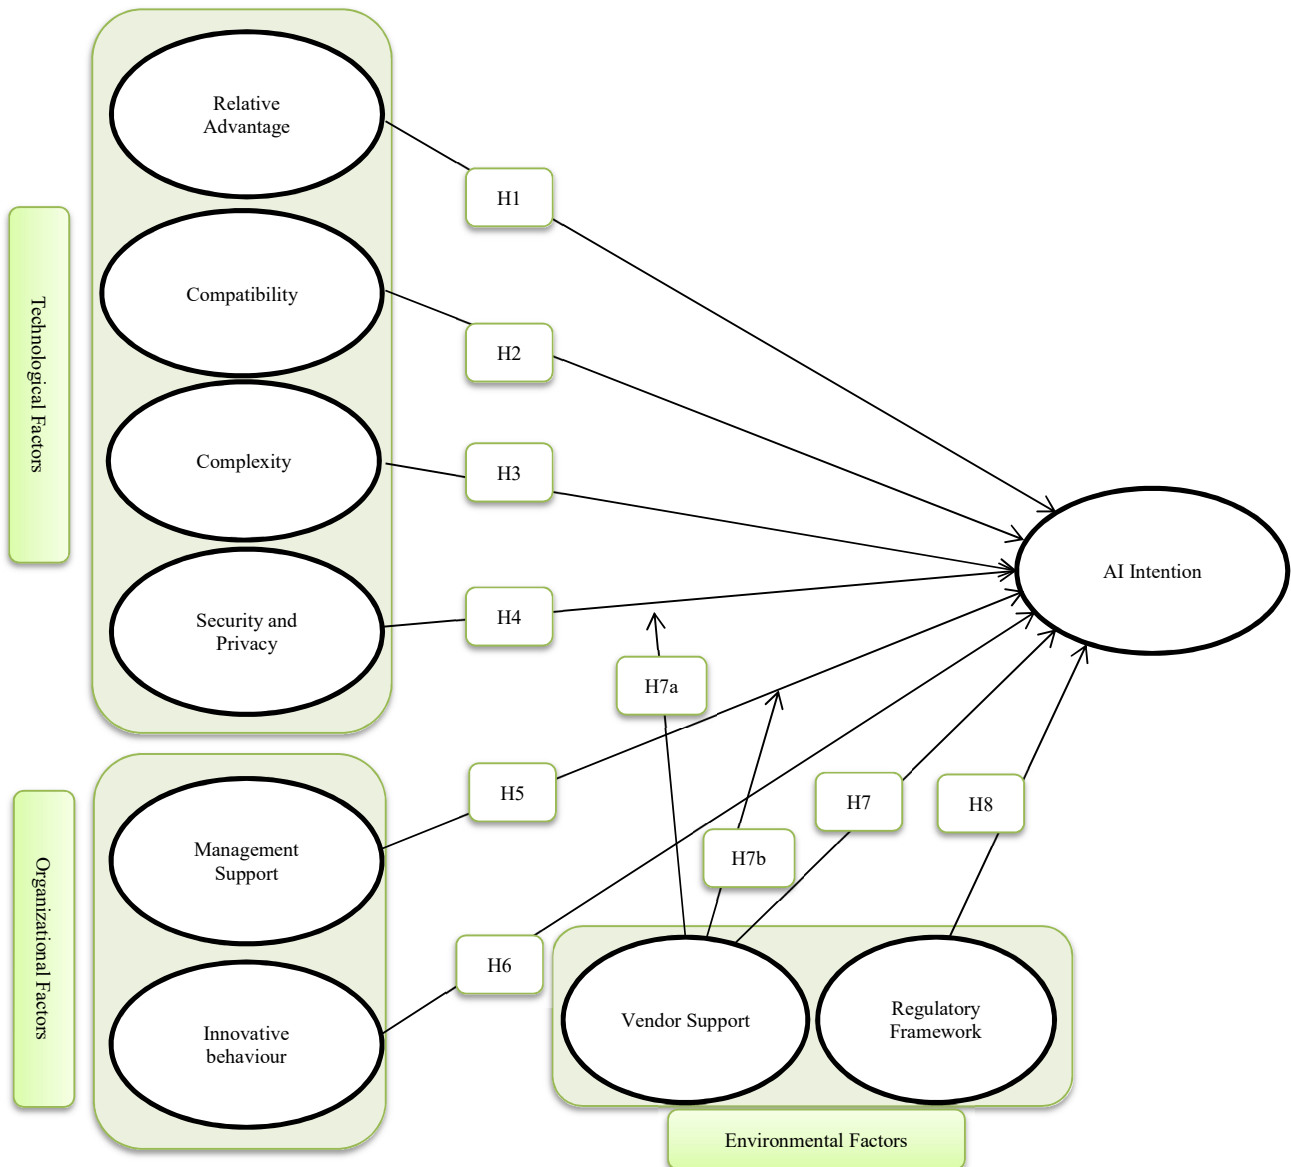 Technological Factors
Relative
Advantage
Compatibility
Complexity
Security and
Privacy
H1
H2
H3
H4
AI Intention
H7a
Organizational Factors
Management
Support
Innovative
behaviour
H5
H6
H7b
H7
H8
Vendor Support
Regulatory
Framework
Environmental Factors